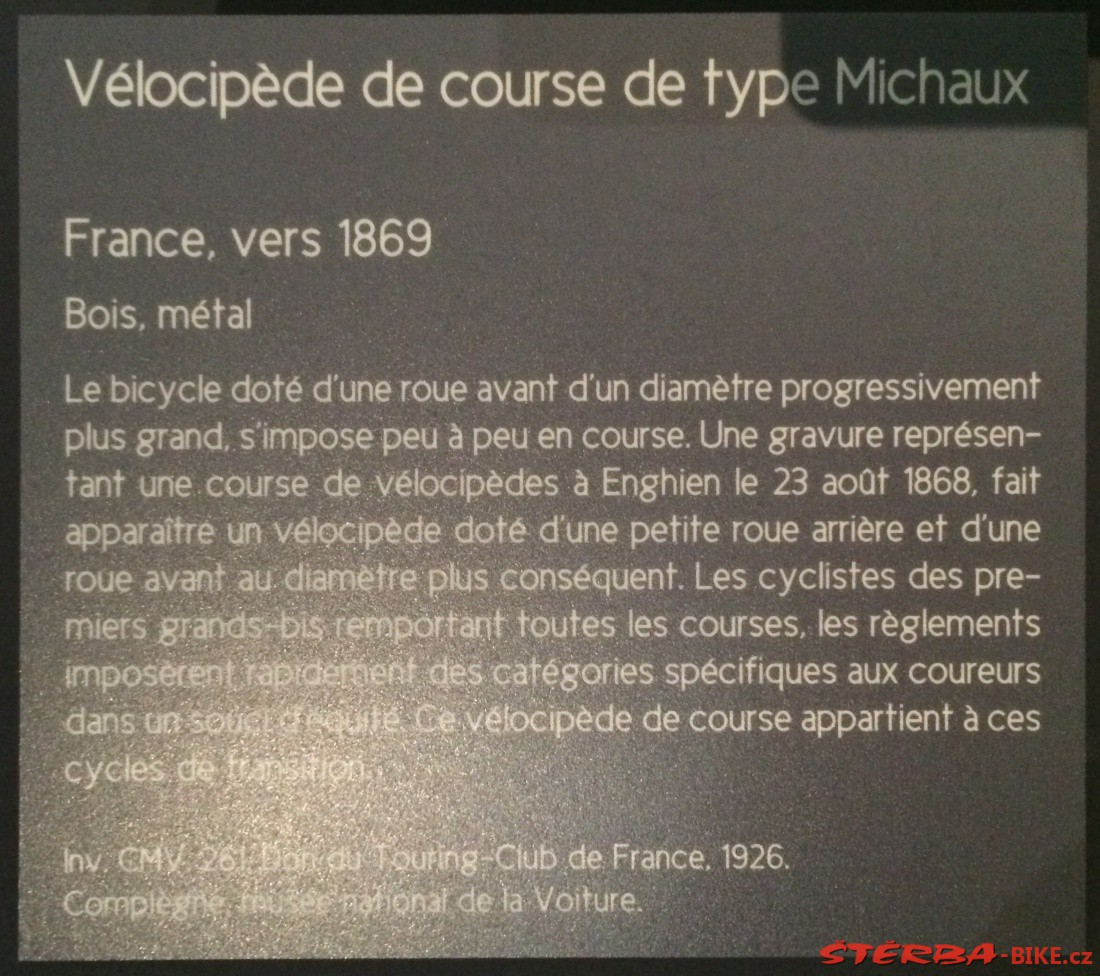 Vélocipède de course de type Michaux
France, vers 1869
Bois, métal
Le bicycle doté d'une roue avant d'un diamètre progressivement
plus grand, s'impose peu à peu en course. Une gravure représen-
tant une course de vélocipèdes à Enghien le 23 août 1868, fait
apparaître un vélocipède doté d'une petite roue arrière et d'une
roue avant au diamètre plus conséquent. Les cyclistes des pre-
miers grands-bis remportant toutes les courses, les règlements
imposèrent rapidement des catégories spécifiques aux coureurs
dans un souci d'équité. Ce vélocipède de course appartient à ces
cycles de transition.
Inv. CMV 261. Don du Touring-Club de France, 1926.
Compiègne, musée national de la Voiture.
ŠTĚRBA-BIKE.cz